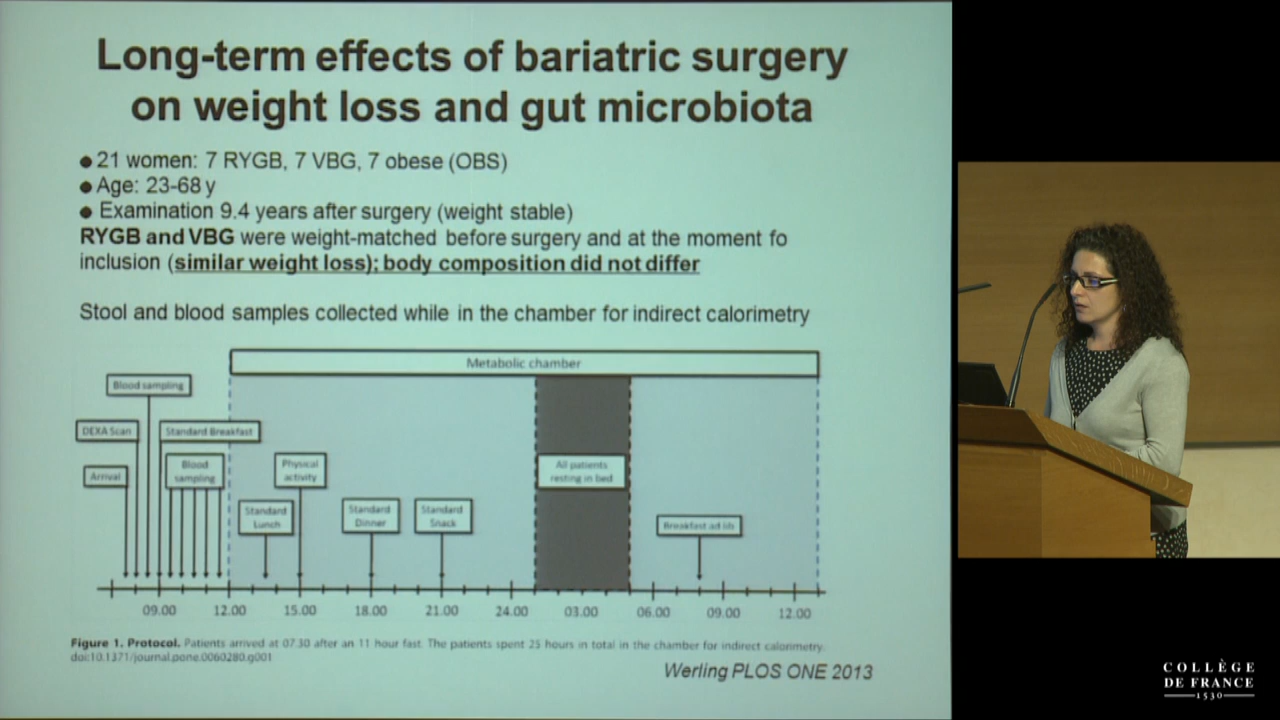 Long-term effects of bariatric surgery
on weight loss and gut microbiota
● 21 women: 7 RYGB, 7 VBG, 7 obese (OBS)
● Age: 23-68 y
● Examination 9.4 years after surgery (weight stable)
RYGB and VBG were weight-matched before surgery and at the moment fo
inclusion (similar weight loss); body composition did not differ
Stool and blood samples collected while in the chamber for indirect calorimetry
Metabolic chamber
Blood sampling
DEXA Scan
Standard Breakfast
Arrival
Blood
sampling
Physical
activity
All patients
resting in bed
Standard
Lunch
Standard
Dinner
Standard
Snack
Breakfast ad lib
09.00 12.00 15.00 18.00 21.00 24.00 03.00 06.00 09.00 12.00
Figure 1. Protocol. Patients arrived at 07.30 after an 11 hour fast. The patients spent 25 hours in total in the chamber for indirect calorimetry.
doi:10.1371/journal.pone.0060280.g001
Werling PLOS ONE 2013
COLLÈGE
DE FRANCE
1530